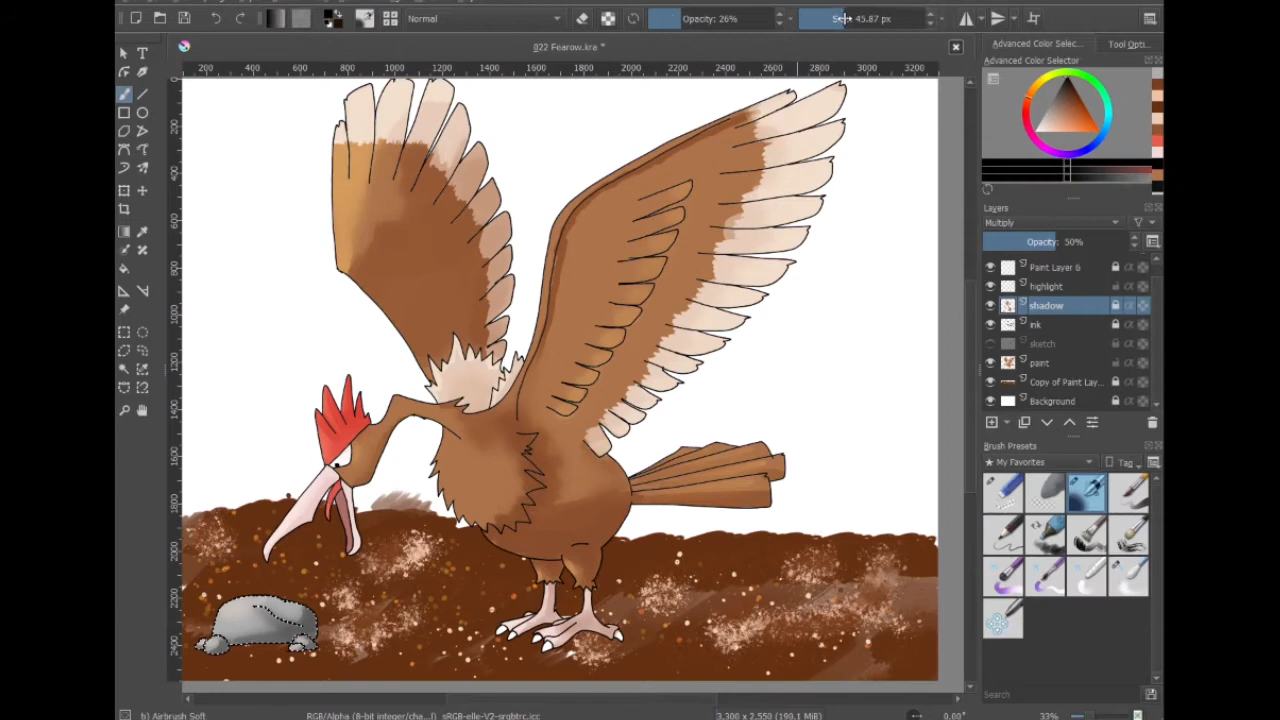 Normal
Opacity: 26%
45.87 px
022 Fearow.kra *
200 400 600 800 1000 1200 1400 1600 1800 2000 2200 2400 2600 2800 3000 3200
Advanced Color Selec...
Tool Opti...
Advanced Color Selector
Layers
Multiply
Opacity: 50%
Paint Layer 6
highlight
shadow
ink
sketch
paint
Copy of Paint Lay...
Background
Brush Presets
★ My Favorites
Tag
Search
b) Airbrush Soft
RGB/Alpha (8-bit integer/cha...) sRGB-elle-V2-srgbtrc.icc
3,300 x 2,550 (190.1 MiB)
0.00°
33%